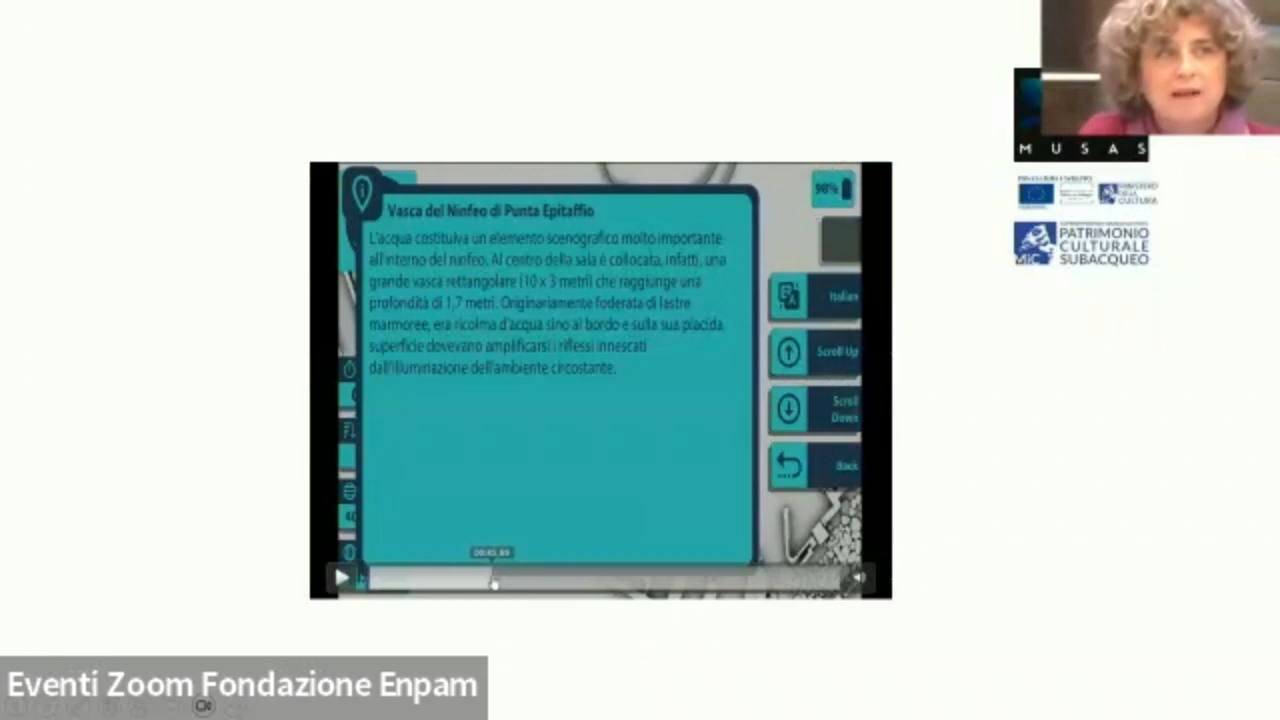 MUSAS
MINISTERO
DELLA
CULTURA
MIC
PATRIMONIO
CULTURALE
SUBACQUEO
98%
Vasca del Ninfeo di Punta Epitaffio
L'acqua costituiva un elemento scenografico molto importante
all'interno del ninfeo. Al centro della sala è collocata, infatti, una
grande vasca rettangolare (10 x 3 metri) che raggiunge una
profondità di 1,7 metri. Originariamente foderata di lastre
marmoree, era ricolma d'acqua sino al bordo e sulla sua placida
superficie dovevano amplificarsi i riflessi innescati
dall'illuminazione dell'ambiente circostante.
Italian
Scroll Up
Scroll
Down
Back
Eventi Zoom Fondazione Enpam